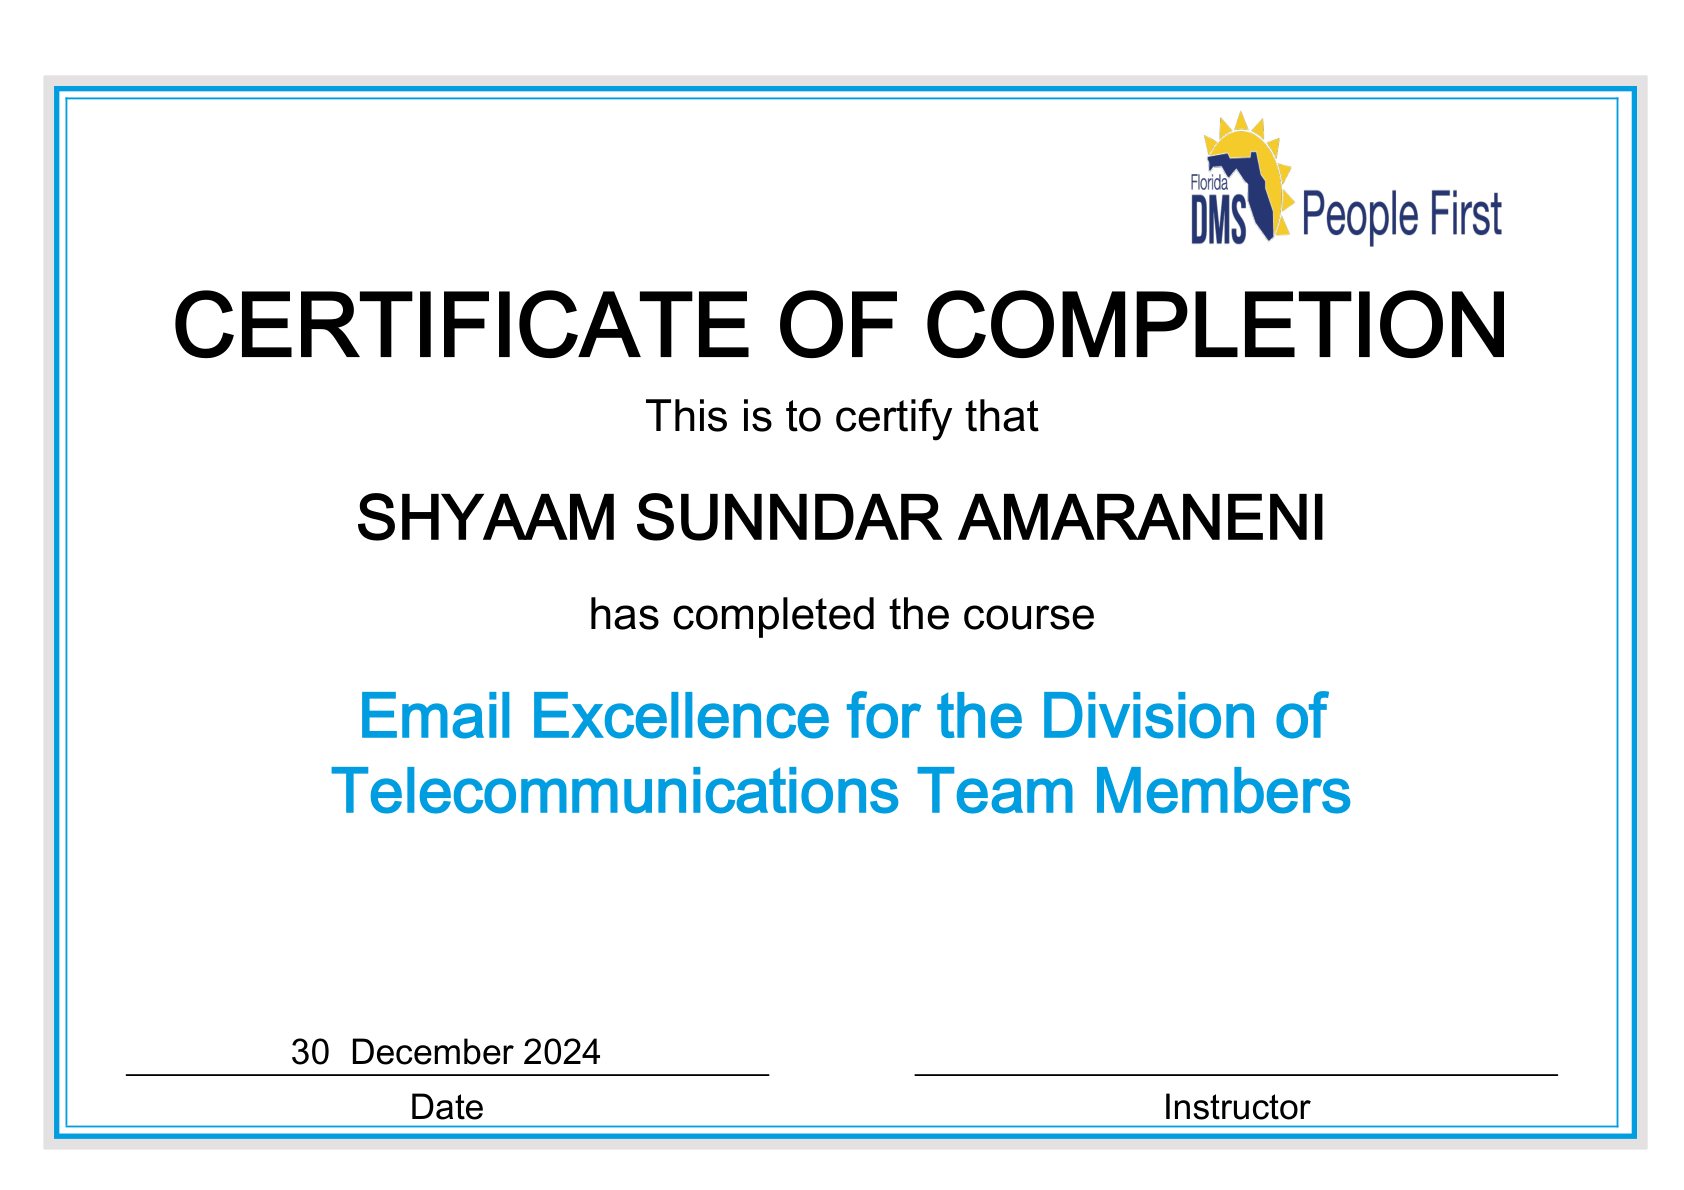 Florida
DMS People First
CERTIFICATE OF COMPLETION
This is to certify that
SHYAAM SUNNDAR AMARANENI
has completed the course
Email Excellence for the Division of
Telecommunications Team Members
30  December 2024
Date
Instructor